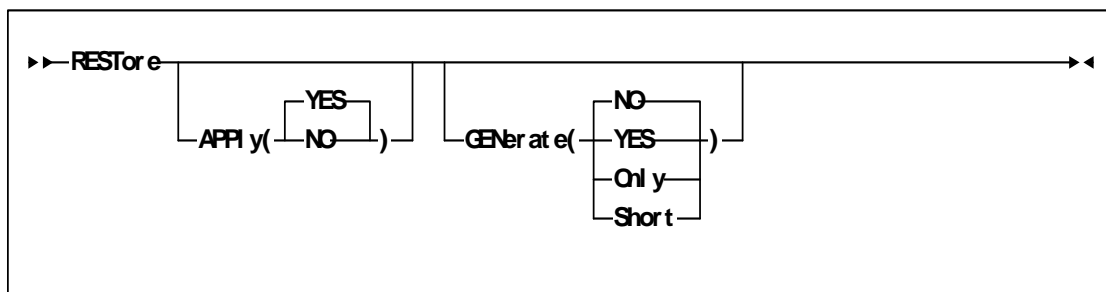 RESTore
YES
NO
APPly( NO )
GENerate( YES )
Only
Short